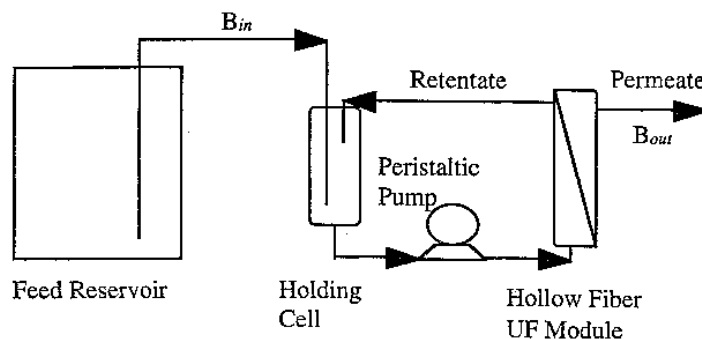 B_in
Retentate
Permeate
B_out
Peristaltic
Pump
Feed Reservoir
Holding
Cell
Hollow Fiber
UF Module